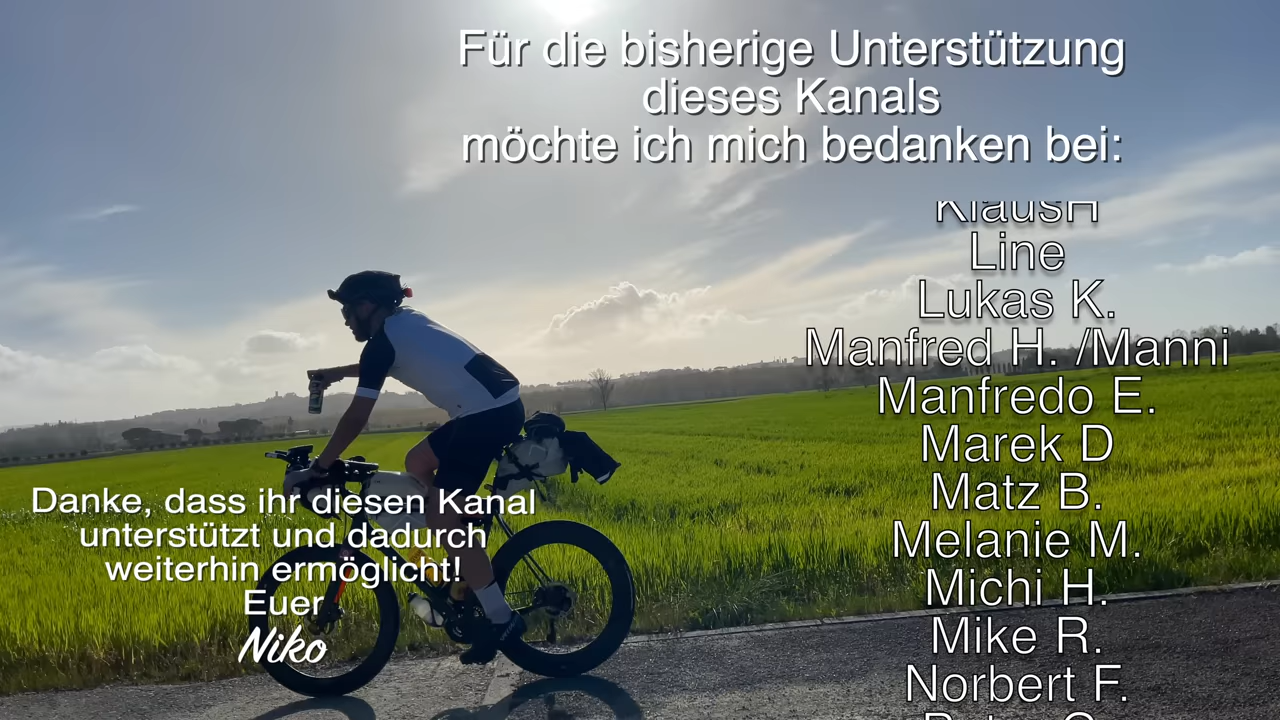 Für die bisherige Unterstützung
dieses Kanals
möchte ich mich bedanken bei:
KlausH
Line
Lukas K.
Manfred H. /Manni
Manfredo E.
Marek D
Matz B.
Melanie M.
Michi H.
Mike R.
Norbert F.
Danke, dass ihr diesen Kanal
unterstützt und dadurch
weiterhin ermöglicht!
Euer
Niko